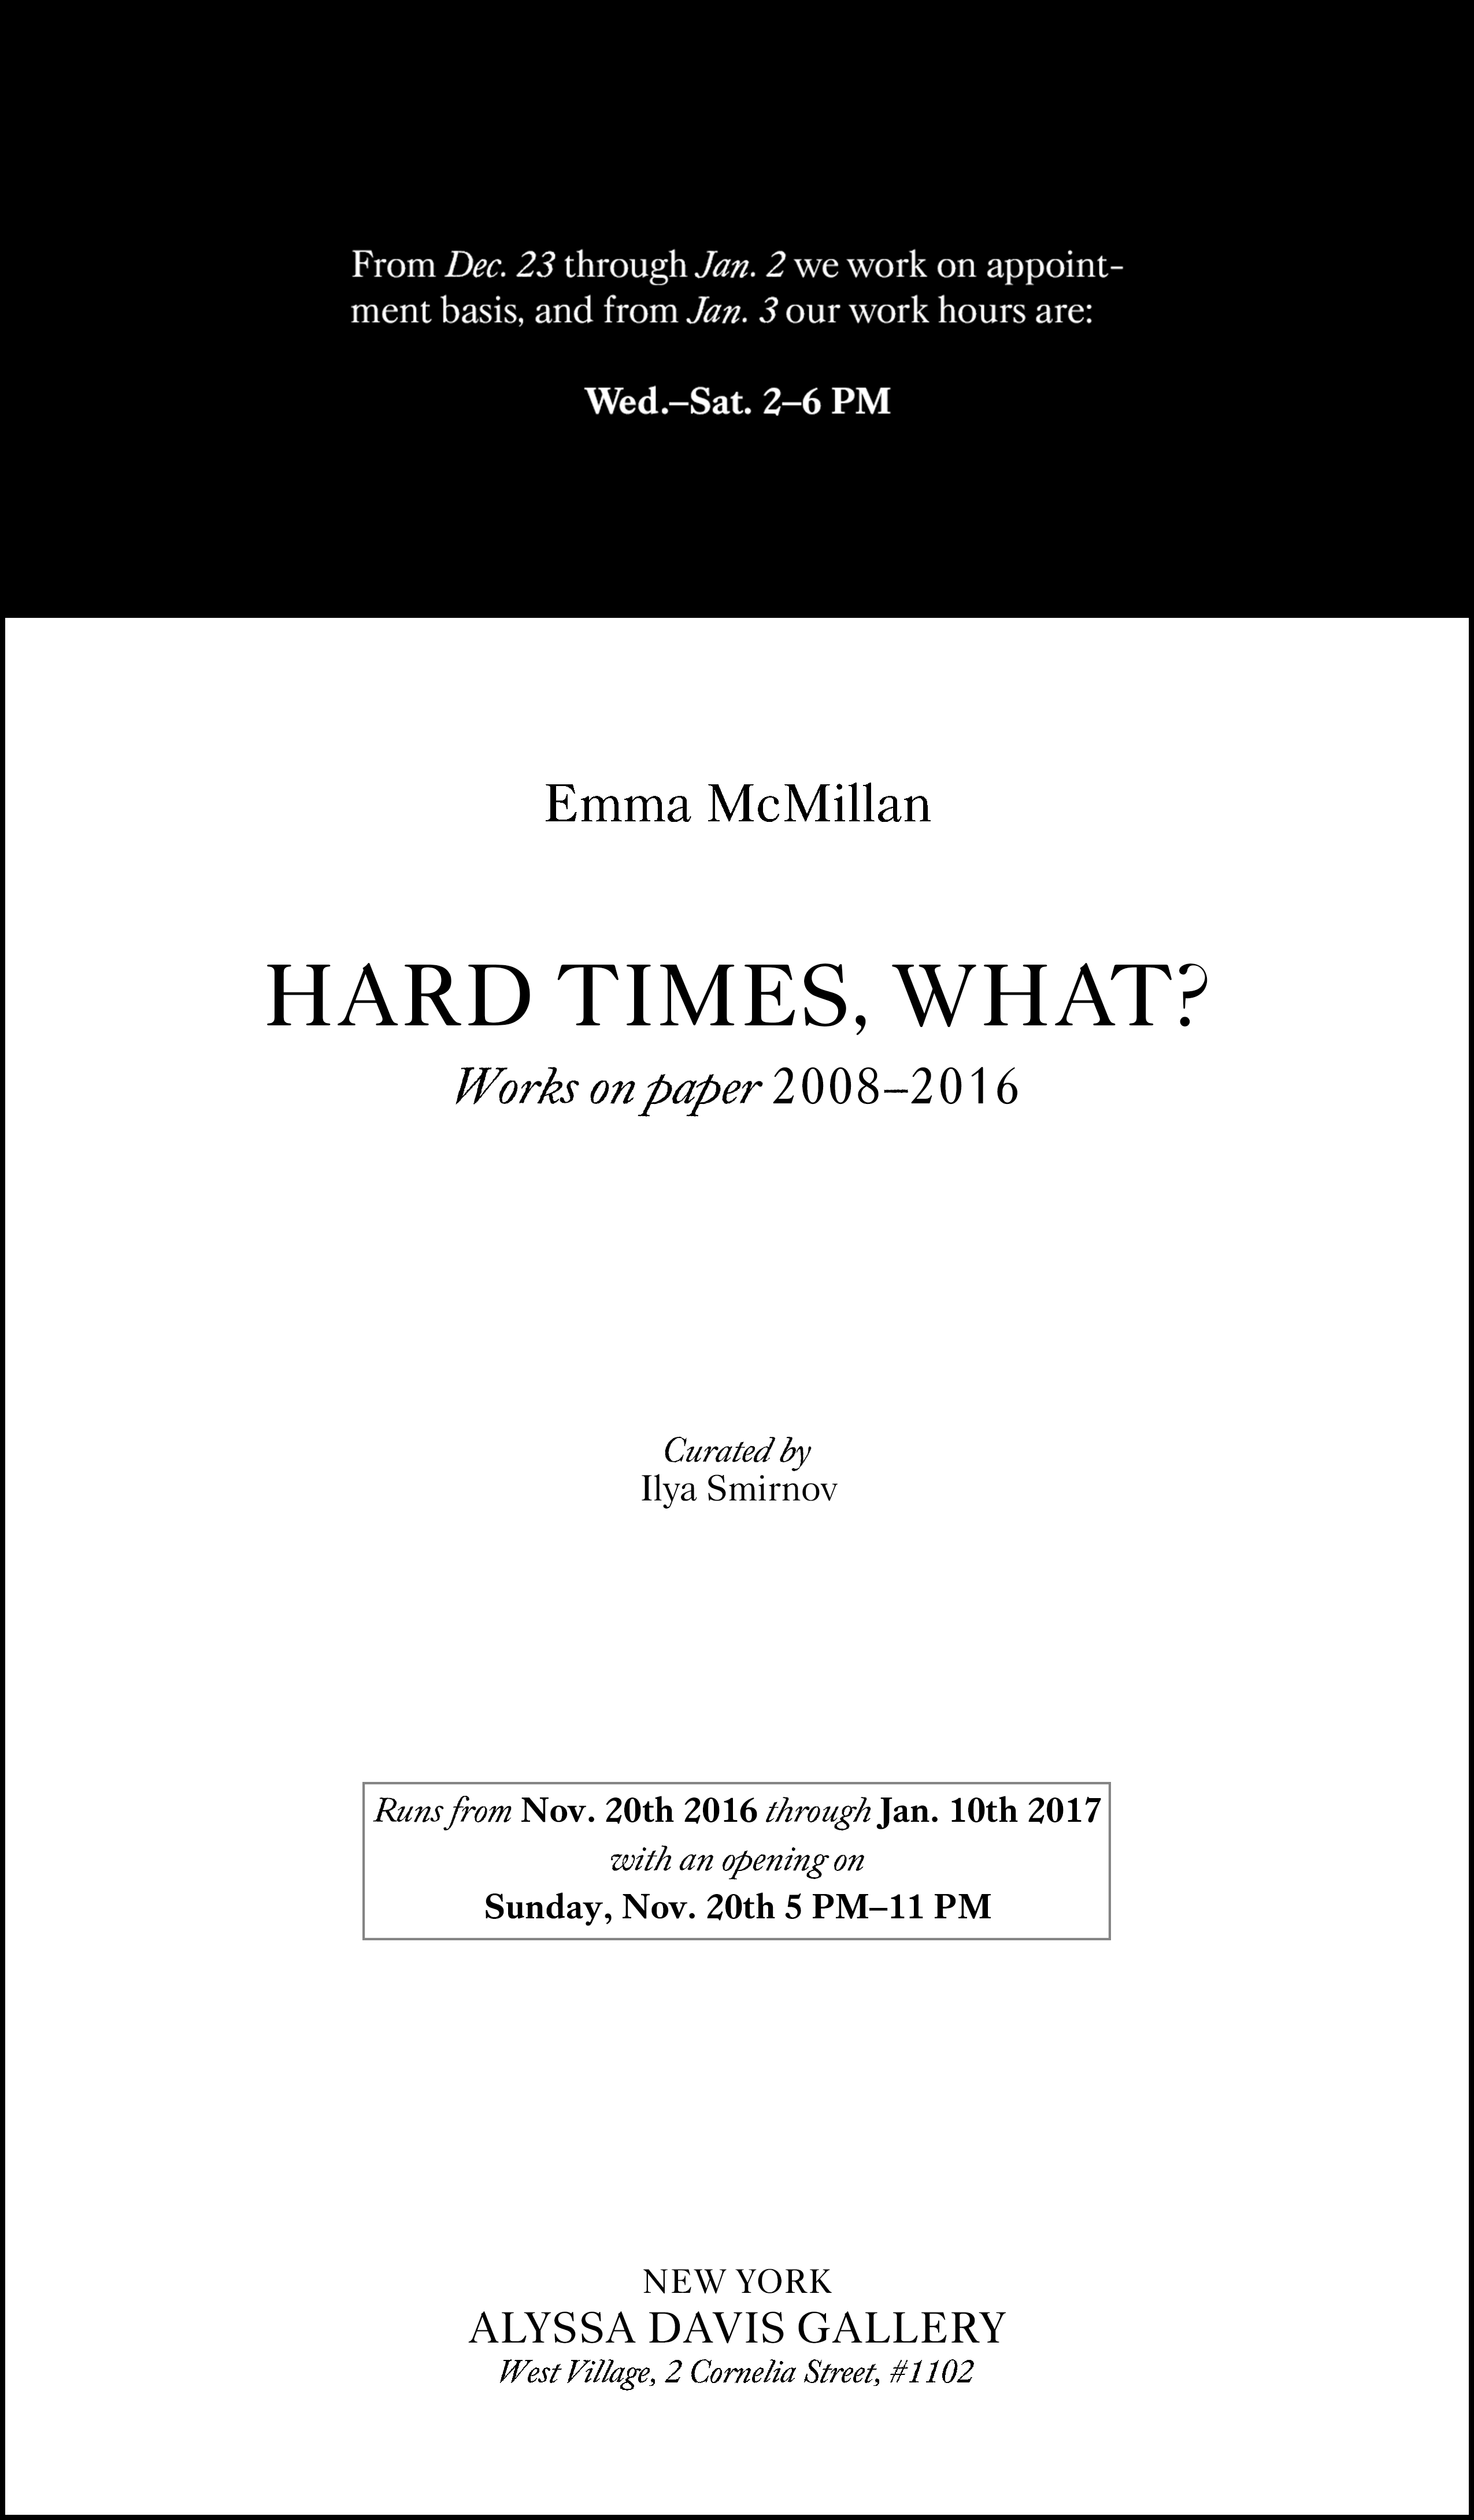 From Dec. 23 through Jan. 2 we work on appoint-
ment basis, and from Jan. 3 our work hours are:
Wed.–Sat. 2–6 PM
Emma McMillan
HARD TIMES, WHAT?
Works on paper 2008–2016
Curated by
Ilya Smirnov
Runs from Nov. 20th 2016 through Jan. 10th 2017
with an opening on
Sunday, Nov. 20th 5 PM–11 PM
NEW YORK
ALYSSA DAVIS GALLERY
West Village, 2 Cornelia Street, #1102